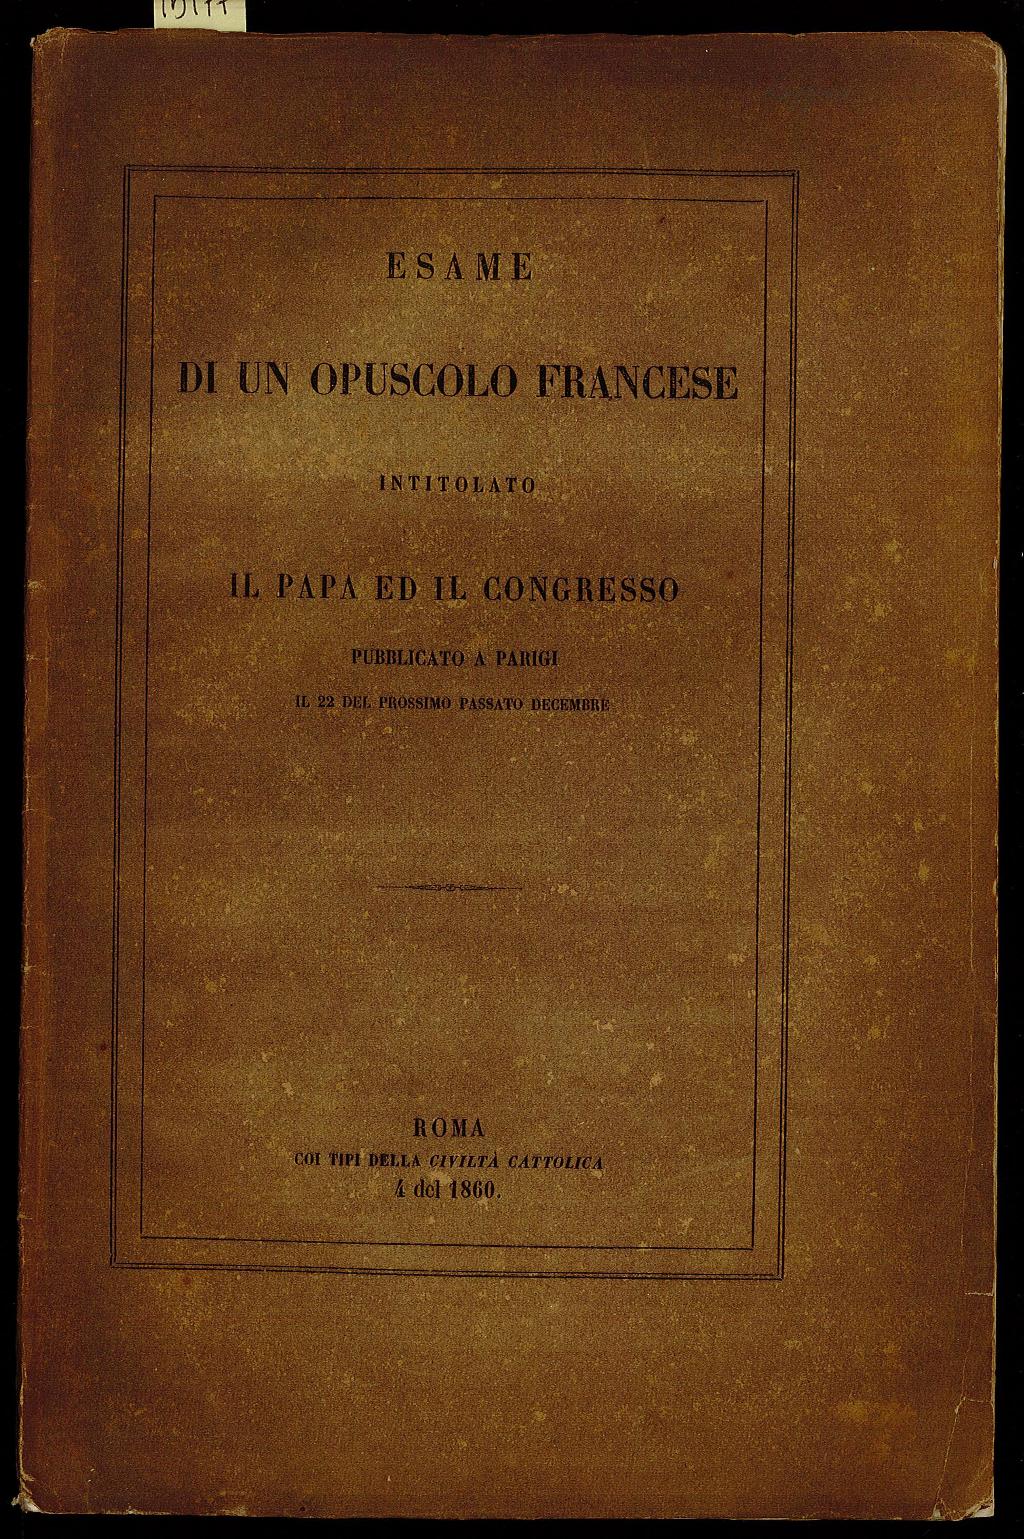 ESAME
DI UN OPUSCOLO FRANCESE
INTITOLATO
IL PAPA ED IL CONGRESSO
PUBBLICATO A PARIGI
IL 22 DEL PROSSIMO PASSATO DECEMBRE
ROMA
COI TIPI DELLA CIVILTÀ CATTOLICA
4 del 1860.